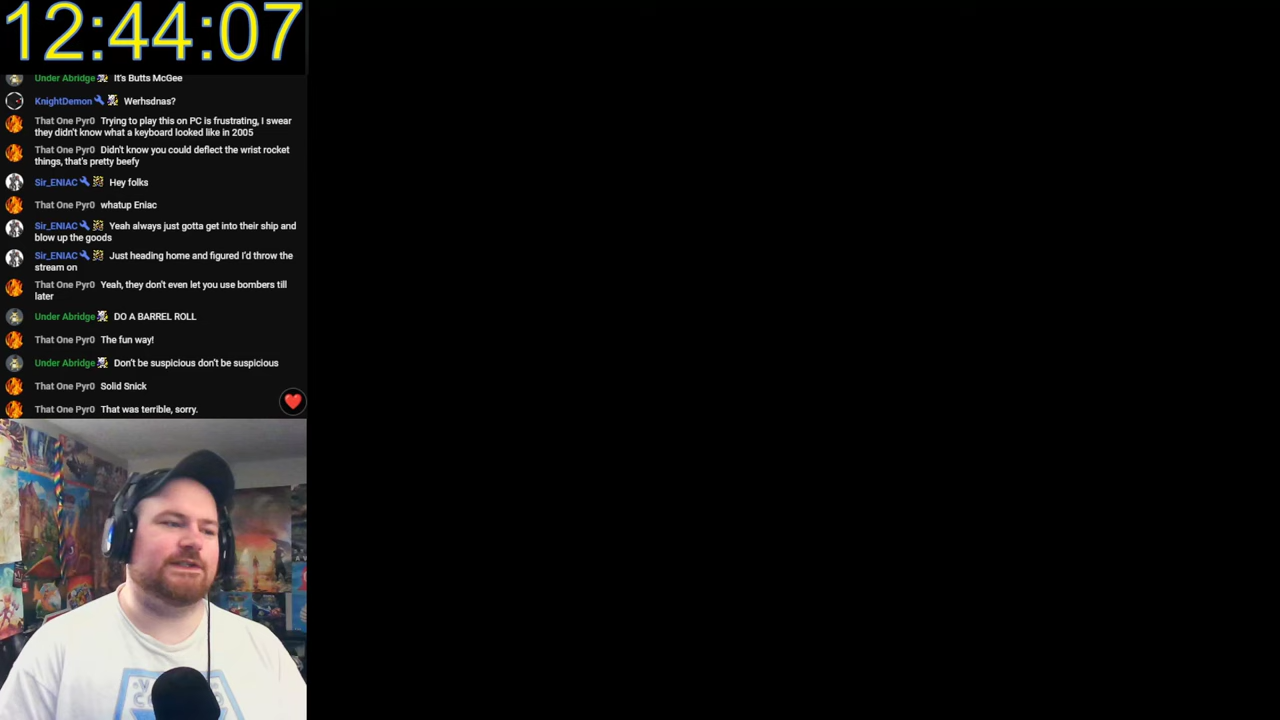 12:44:07
Under Abridge It's Butts McGee
KnightDemon Werhsdnas?
That One Pyr0 Trying to play this on PC is frustrating, I swear
they didn't know what a keyboard looked like in 2005
That One Pyr0 Didn't know you could deflect the wrist rocket
things, that's pretty beefy
Sir_ENIAC Hey folks
That One Pyr0 whatup Eniac
Sir_ENIAC Yeah always just gotta get into their ship and
blow up the goods
Sir_ENIAC Just heading home and figured I'd throw the
stream on
That One Pyr0 Yeah, they don't even let you use bombers till
later
Under Abridge DO A BARREL ROLL
That One Pyr0 The fun way!
Under Abridge Don't be suspicious don't be suspicious
That One Pyr0 Solid Snick
That One Pyr0 That was terrible, sorry.